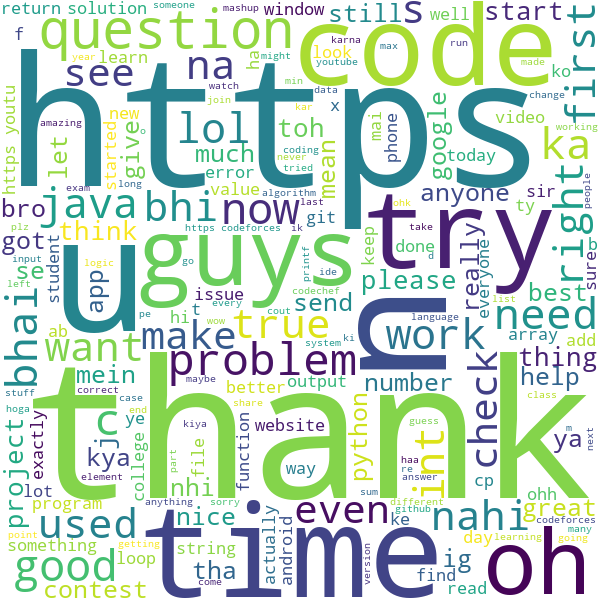 return solution someone mashup karna window
f learn question ha look still s start first
na see lol code
https
https youtu
amazing
started new let give much error mean
toh x mai phone google well ko video today
max run made change
youtube data min kar watch join might year
o
bro java bhi now
got se
student think
app issue hi t
u guys try
long exam value algorithm coding never tried last git done keep
https codeforces ik
anyone sir ty
really everyone please
right ka working people ohk
sure b
plz input left
bhai want make true send
ab mein
pe go every printf ide codechef cout take d
n work need best
logic wow
problem number array add thing help
language list
thank
system ki
output better
maybe correct case
c j kya ye
stuff hoga
project exactly lot
college nhi file function website way
end share kiya element
python int check ya
guess class m next
haa re answer
cp ohh great
program something
point getting
good used contest loop
time
string nice tha
part anything sorry come
actually android even ke
sum different github version
nahi ig find day read
oh
codeforces many learning going